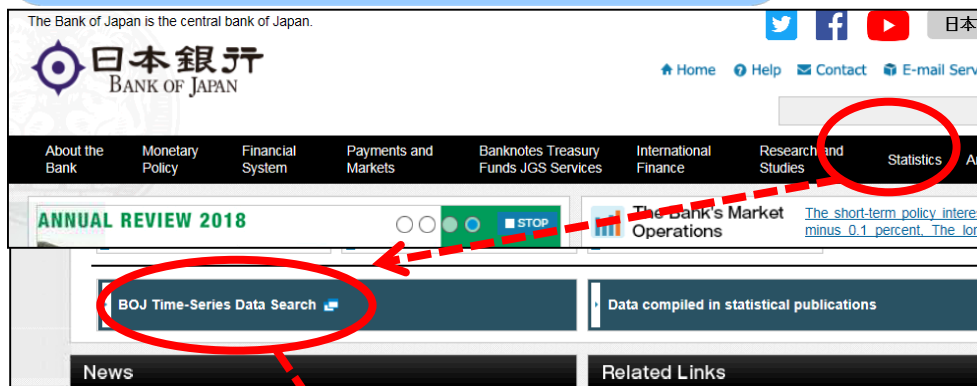 The Bank of Japan is the central bank of Japan.
日本
日本銀行
BANK OF JAPAN
Home Help Contact E-mail Serv
About the Bank
Monetary Policy
Financial System
Payments and Markets
Banknotes Treasury Funds JGS Services
International Finance
Research and Studies
Statistics
A
ANNUAL REVIEW 2018
STOP
The Bank's Market
Operations
The short-term policy intere
minus 0.1 percent, The lon
BOJ Time-Series Data Search
Data compiled in statistical publications
News
Related Links